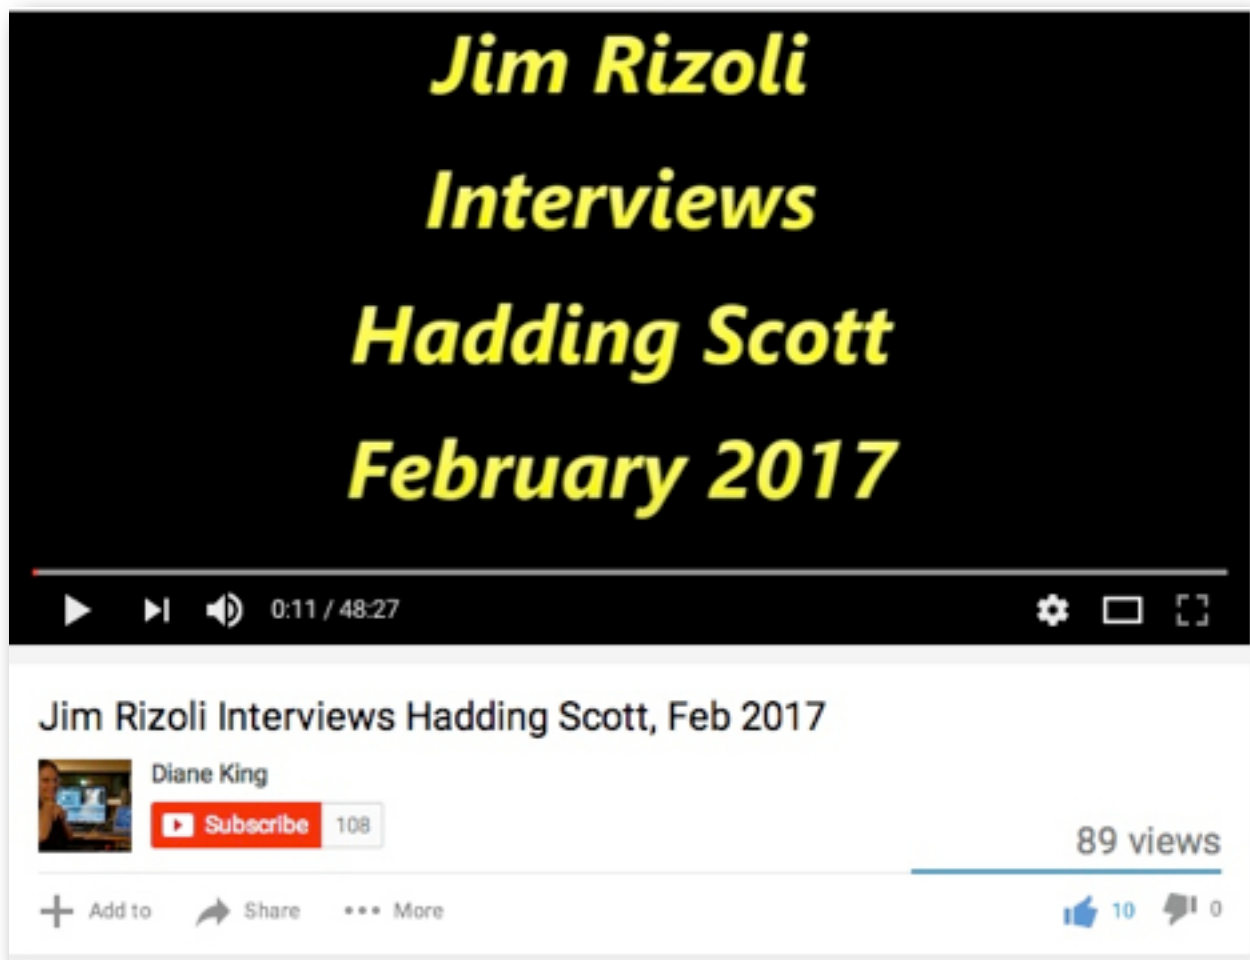 Jim Rizoli
Interviews
Hadding Scott
February 2017
0:11 / 48:27
Jim Rizoli Interviews Hadding Scott, Feb 2017
Diane King
Subscribe 108
89 views
Add to Share More 10 0